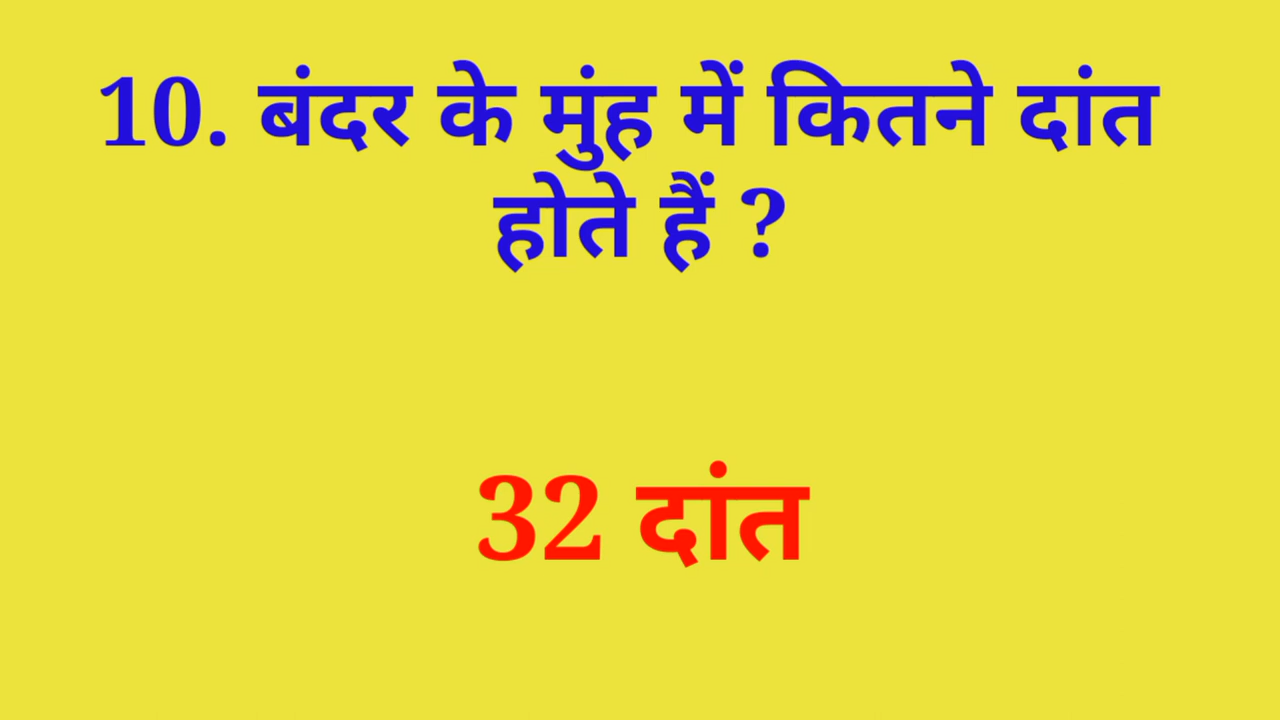 10. बंदर के मुंह में कितने दांत
होते हैं ?
32 दांत